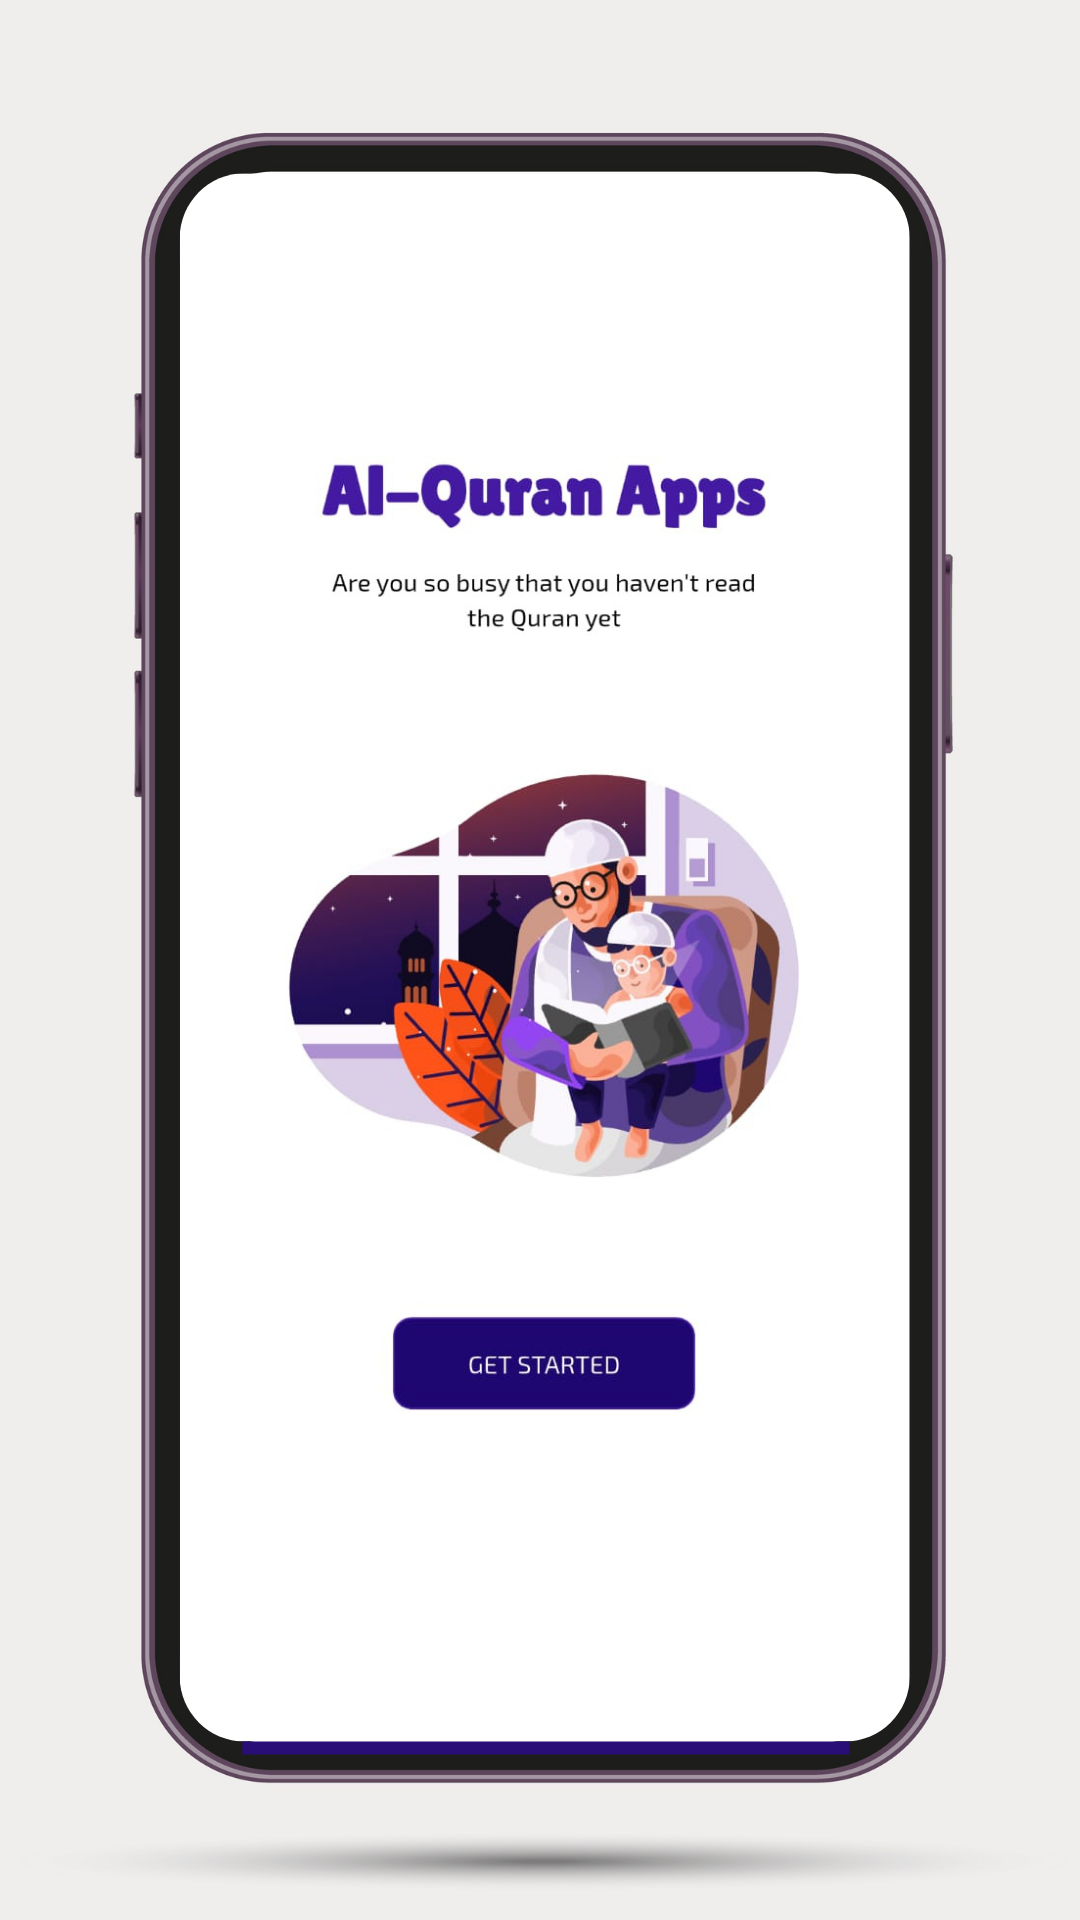 Al-Quran Apps
Are you so busy that you haven't read
the Quran yet
GET STARTED